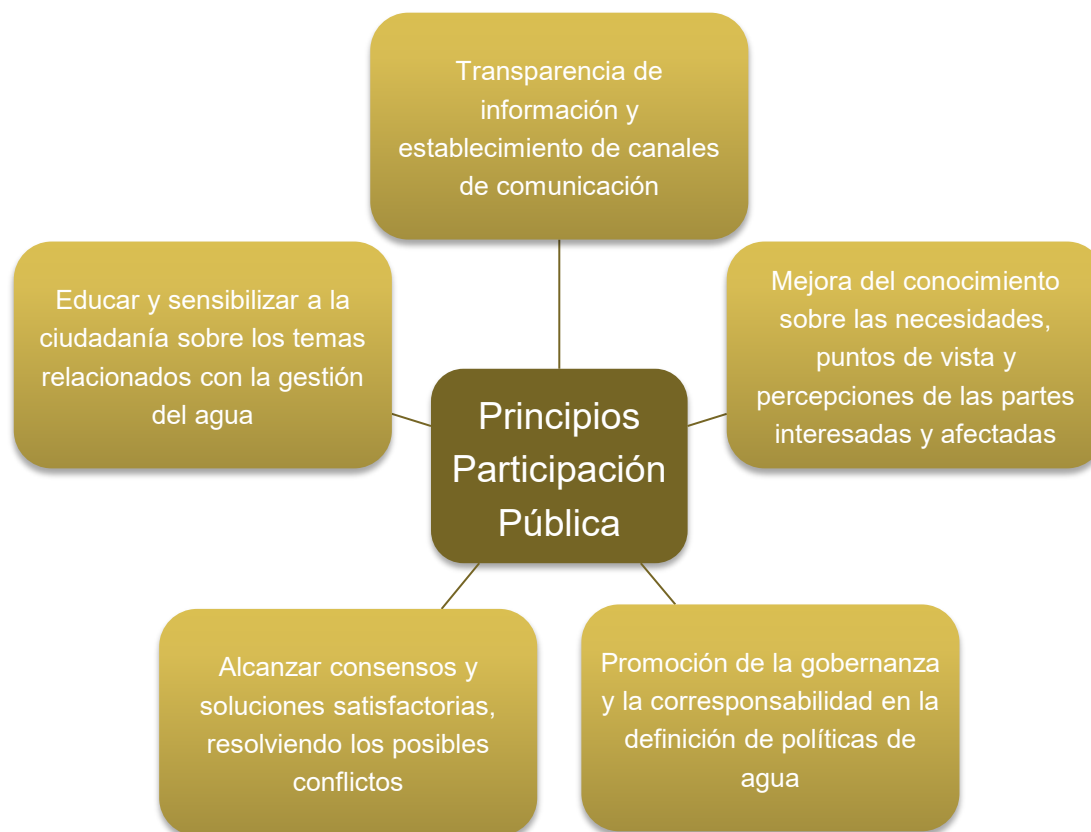 Transparencia de
información y
establecimiento de canales
de comunicación
Educar y sensibilizar a la
ciudadanía sobre los temas
relacionados con la gestión
del agua
Mejora del conocimiento
sobre las necesidades,
puntos de vista y
percepciones de las partes
interesadas y afectadas
Principios
Participación
Pública
Alcanzar consensos y
soluciones satisfactorias,
resolviendo los posibles
conflictos
Promoción de la gobernanza
y la corresponsabilidad en la
definición de políticas de
agua